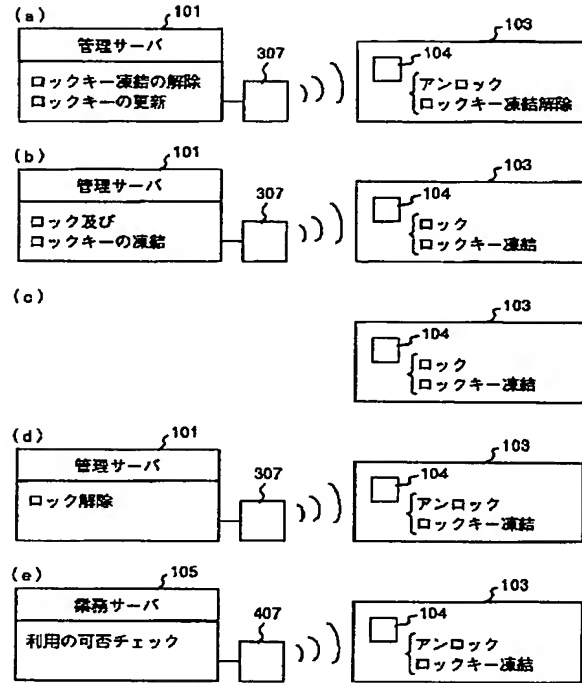 (a)
101
管理サーバ
ロックキー凍結の解除
ロックキーの更新
307
103
104
アンロック
ロックキー凍結解除
(b)
101
管理サーバ
ロック及び
ロックキーの凍結
307
103
104
ロック
ロックキー凍結
(c)
103
104
ロック
ロックキー凍結
(d)
101
管理サーバ
ロック解除
307
103
104
アンロック
ロックキー凍結
(e)
105
業務サーバ
利用の可否チェック
407
103
104
アンロック
ロックキー凍結